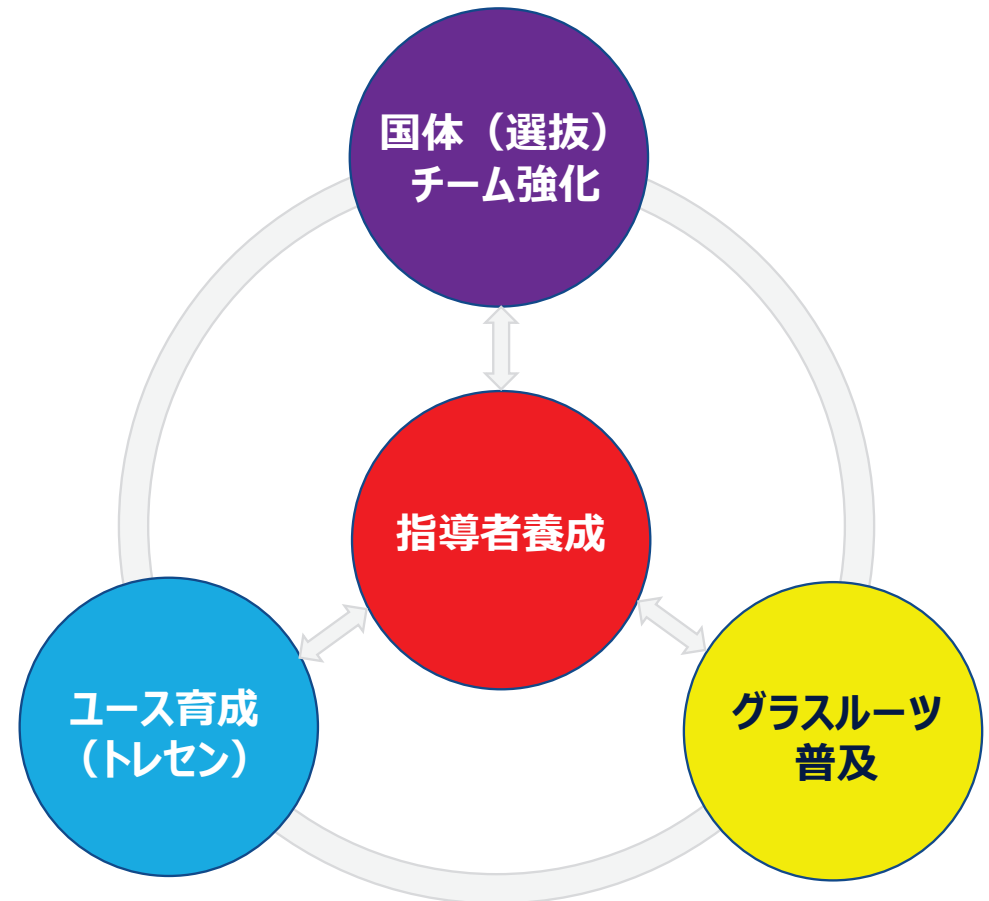 国体（選抜）
チーム強化
指導者養成
ユース育成
（トレセン）
グラスルーツ
普及